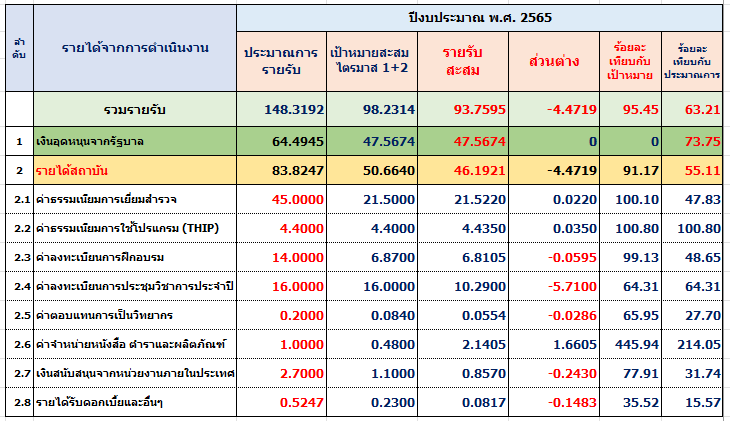 ปีงบประมาณ พ.ศ. 2565
ลำดับ รายได้จากการดำเนินงาน ประมาณการรายรับ เป้าหมายสะสม ไตรมาส 1+2 รายรับสะสม ส่วนต่าง ร้อยละเทียบกับเป้าหมาย ร้อยละเทียบกับประมาณการ
รวมรายรับ 148.3192 98.2314 93.7595 -4.4719 95.45 63.21
1 เงินอุดหนุนจากรัฐบาล 64.4945 47.5674 47.5674 0 0 73.75
2 รายได้สถาบัน 83.8247 50.6640 46.1921 -4.4719 91.17 55.11
2.1 ค่าธรรมเนียมการเยี่ยมสำรวจ 45.0000 21.5000 21.5220 0.0220 100.10 47.83
2.2 ค่าธรรมเนียมการใช้โปรแกรม (THIP) 4.4000 4.4000 4.4350 0.0350 100.80 100.80
2.3 ค่าลงทะเบียนการฝึกอบรม 14.0000 6.8700 6.8105 -0.0595 99.13 48.65
2.4 ค่าลงทะเบียนการประชุมวิชาการประจำปี 16.0000 16.0000 10.2900 -5.7100 64.31 64.31
2.5 ค่าตอบแทนการเป็นวิทยากร 0.2000 0.0840 0.0554 -0.0286 65.95 27.70
2.6 ค่าจำหน่ายหนังสือ ตำราและผลิตภัณฑ์ 1.0000 0.4800 2.1405 1.6605 445.94 214.05
2.7 เงินสนับสนุนจากหน่วยงานภายในประเทศ 2.7000 1.1000 0.8570 -0.2430 77.91 31.74
2.8 รายได้รับดอกเบี้ยและอื่นๆ 0.5247 0.2300 0.0817 -0.1483 35.52 15.57